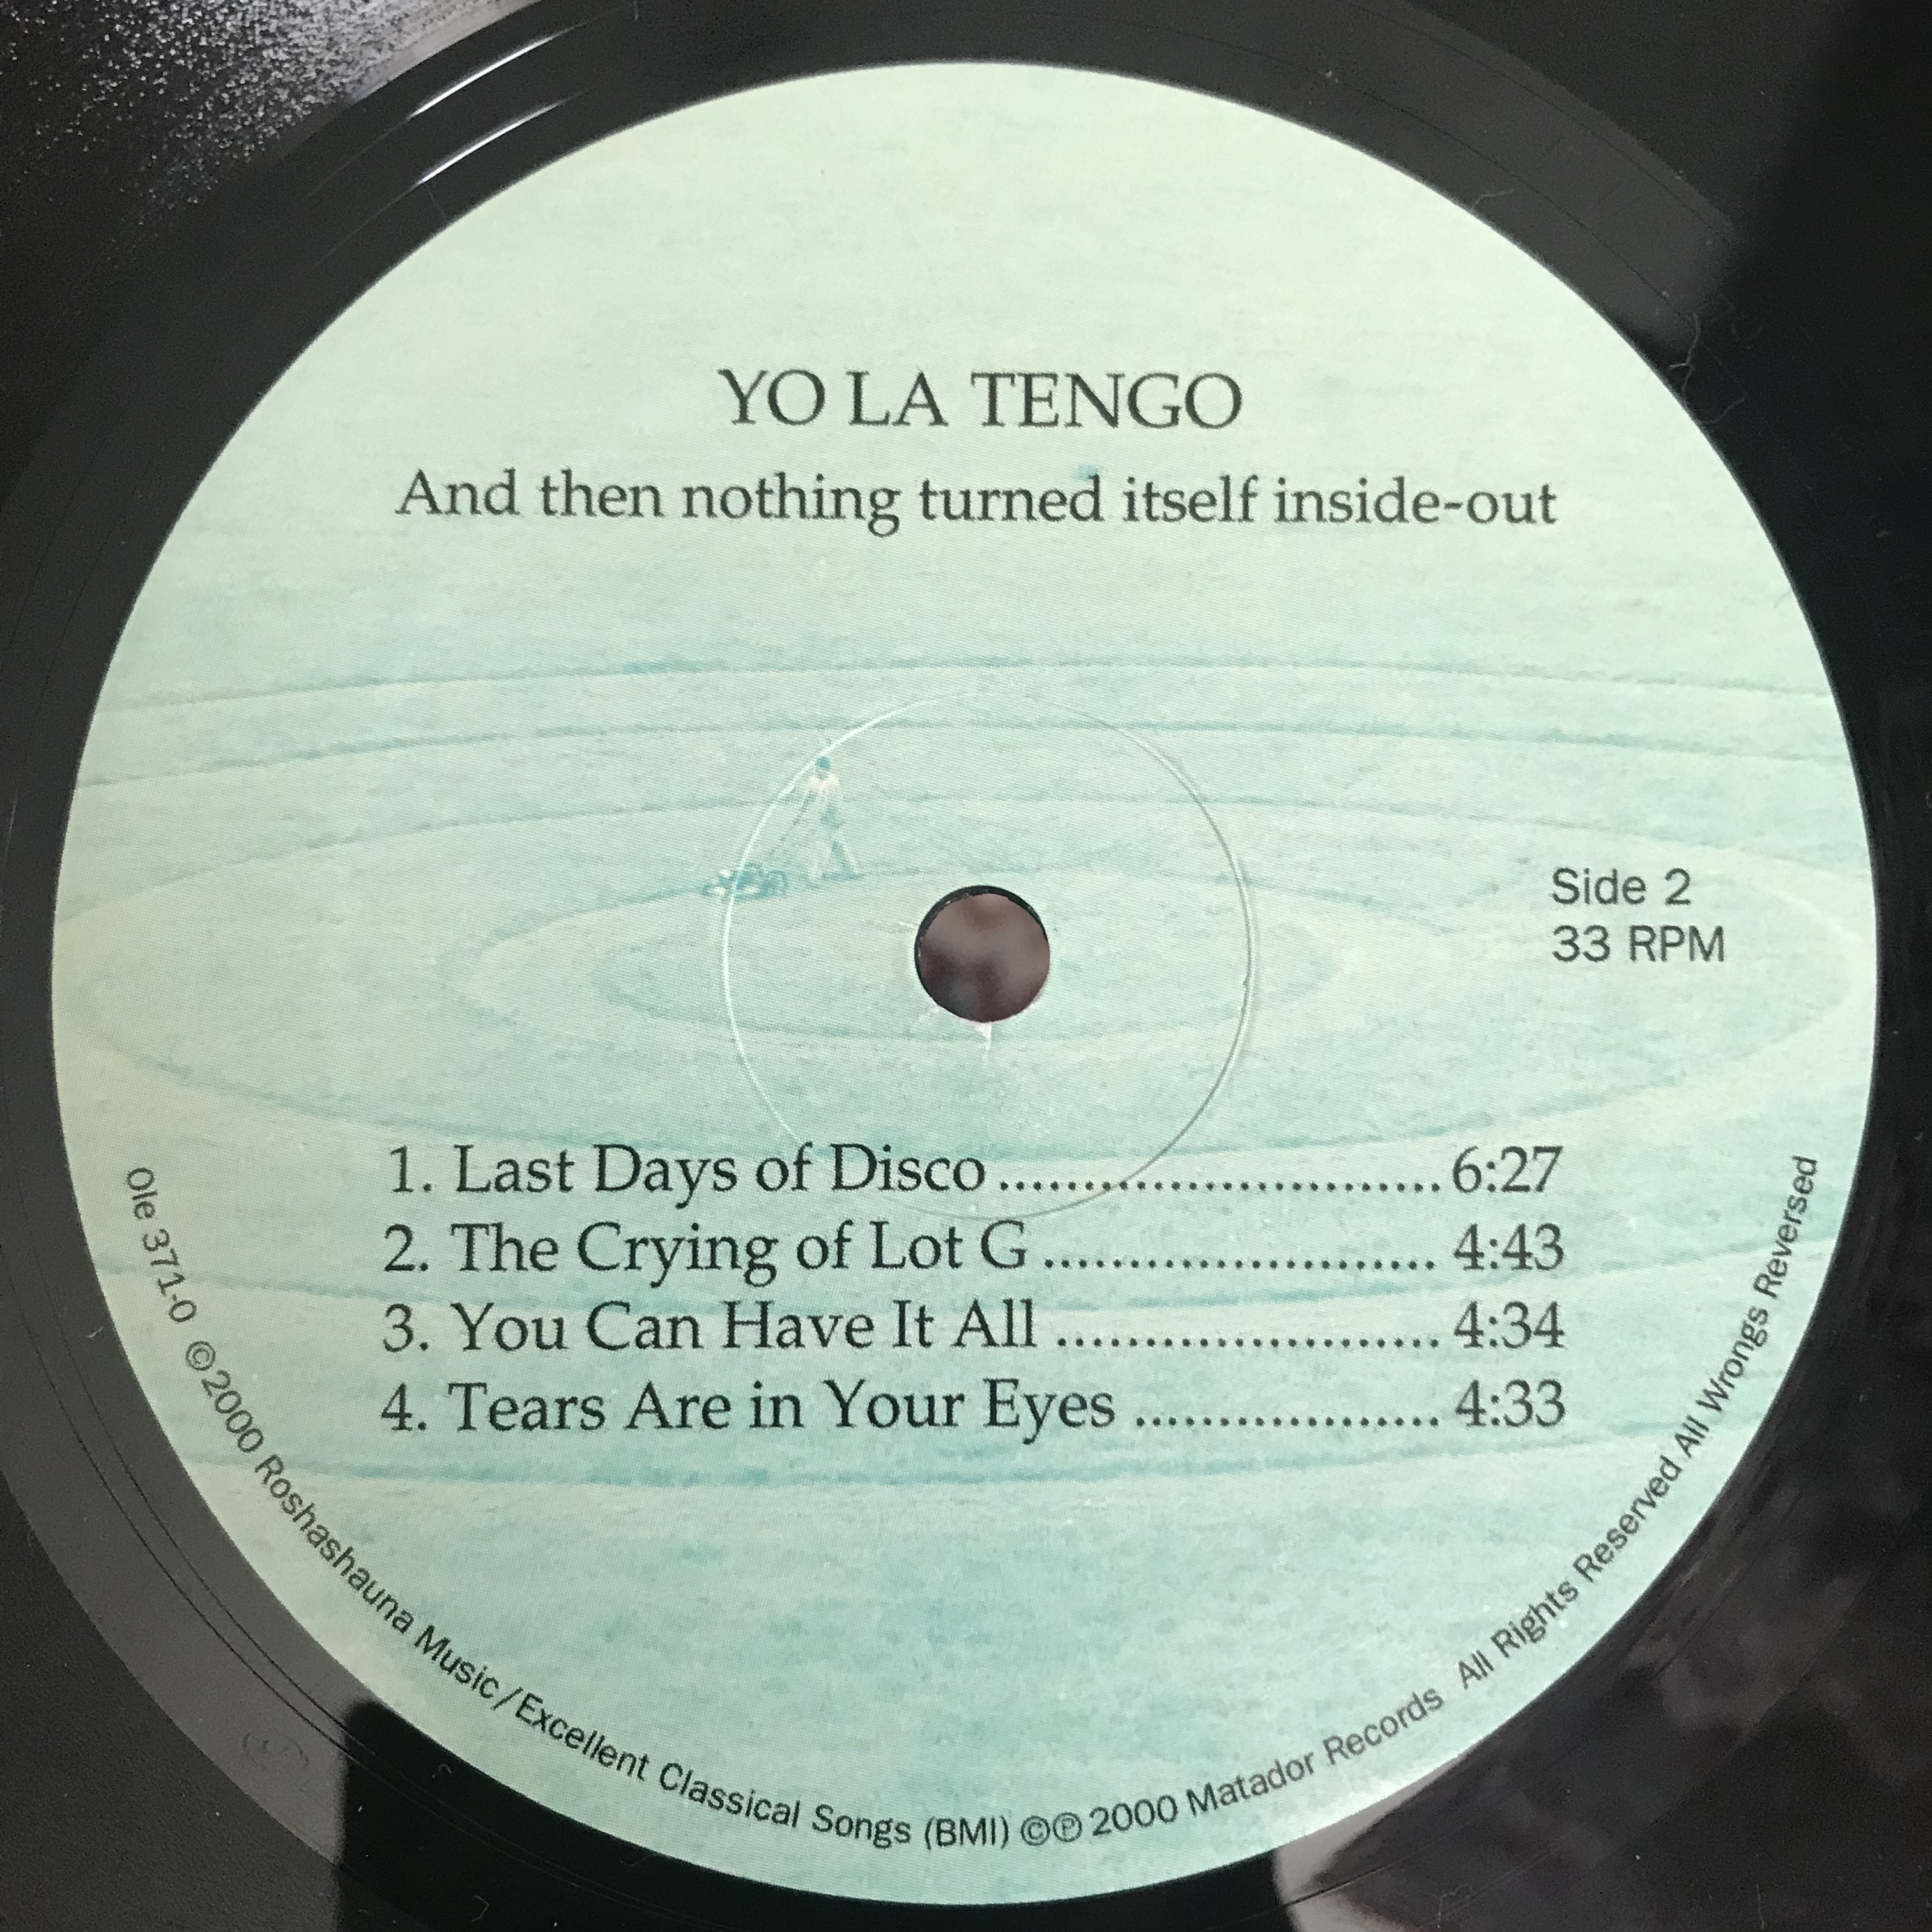 YO LA TENGO
And then nothing turned itself inside-out
Side 2
33 RPM
1. Last Days of Disco........................... 6:27
2. The Crying of Lot G........................ 4:43
3. You Can Have It All ....................... 4:34
4. Tears Are in Your Eyes ................... 4:33
Ole 371-0 ©2000 Roshashauna Music/Excellent Classical Songs (BMI) ©℗ 2000 Matador Records All Rights Reserved All Wrongs Reversed